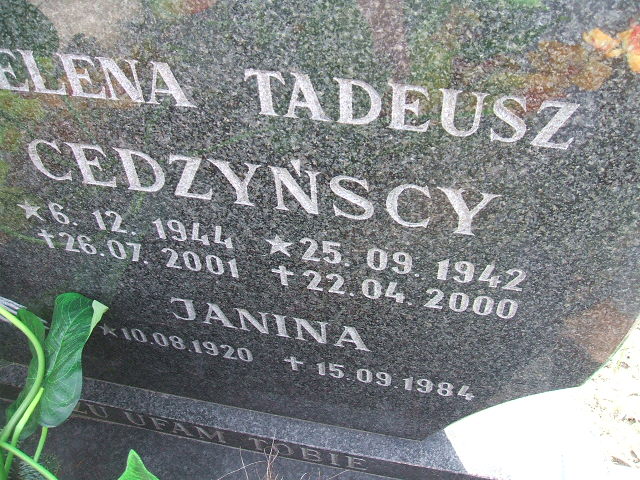 ELENA I TADEUSZ
CEDZYŃSCY
★ 6. 12. 1944 ★ 25. 09. 1942
✝ 26.07. 2001 ✝ 22.04. 2000
JANINA
★ 10.08.1920 ✝ 15.09.1984
ZU UFAM TOBIE